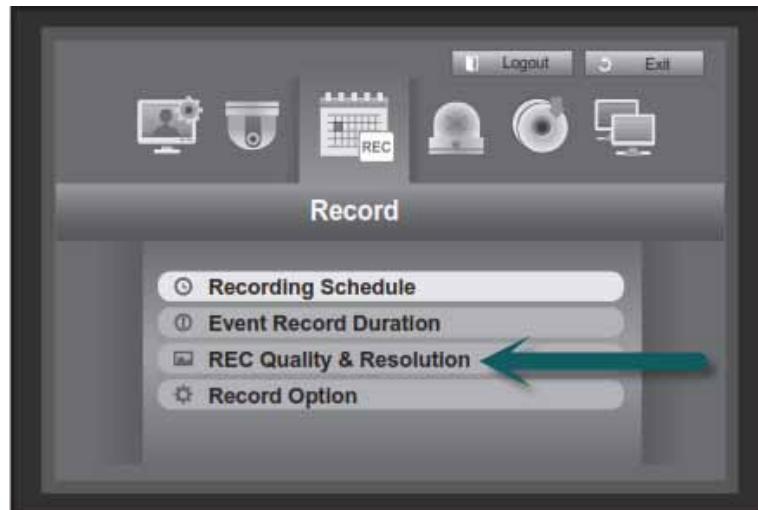 Logout Exit
REC
Record
Recording Schedule
Event Record Duration
REC Quality & Resolution
Record Option